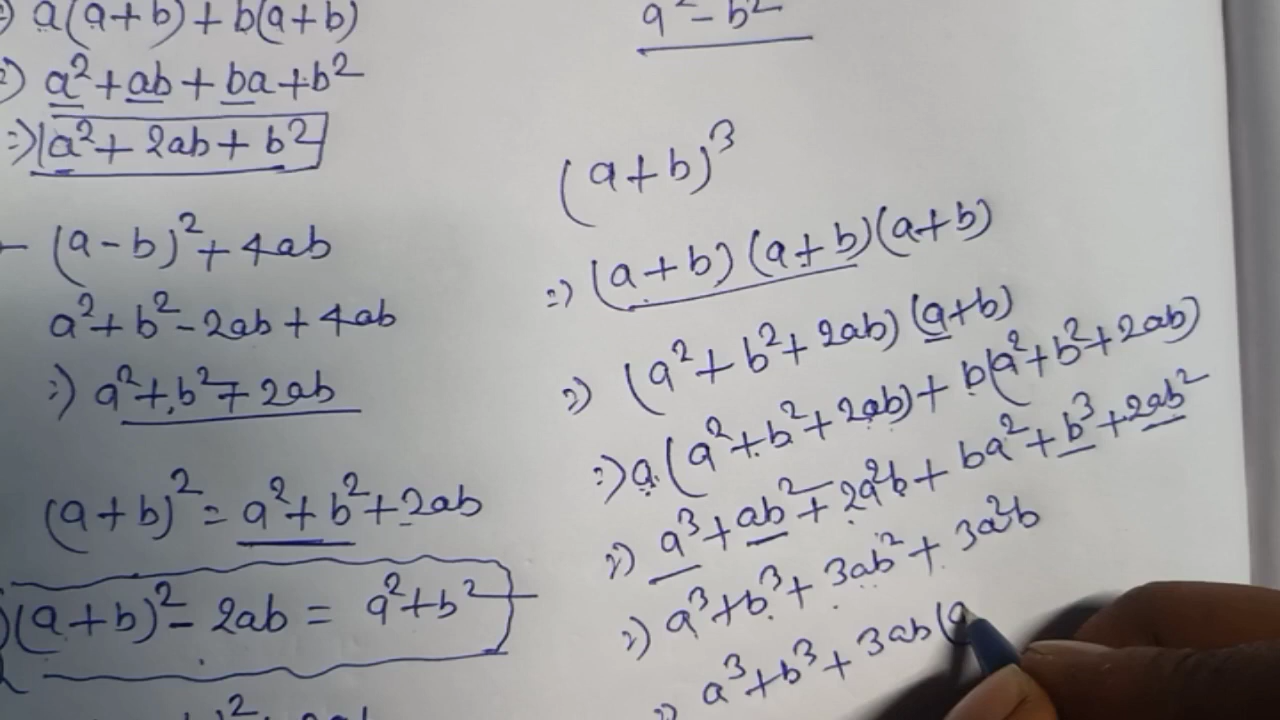 a(a+b) + b(a+b)
a² + ab + ba + b²
⇒ a² + 2ab + b²
(a-b)² + 4ab
a² + b² - 2ab + 4ab
⇒ a² + b² + 2ab
(a+b)² = a² + b² + 2ab
(a+b)² - 2ab = a² + b²
a² - b²
(a+b)³
⇒ (a+b)(a+b)(a+b)
⇒ (a² + b² + 2ab)(a+b)
⇒ a(a² + b² + 2ab) + b(a² + b² + 2ab)
⇒ a³ + ab² + 2a²b + ba² + b³ + 2ab²
⇒ a³ + b³ + 3ab² + 3a²b
⇒ a³ + b³ + 3ab(a